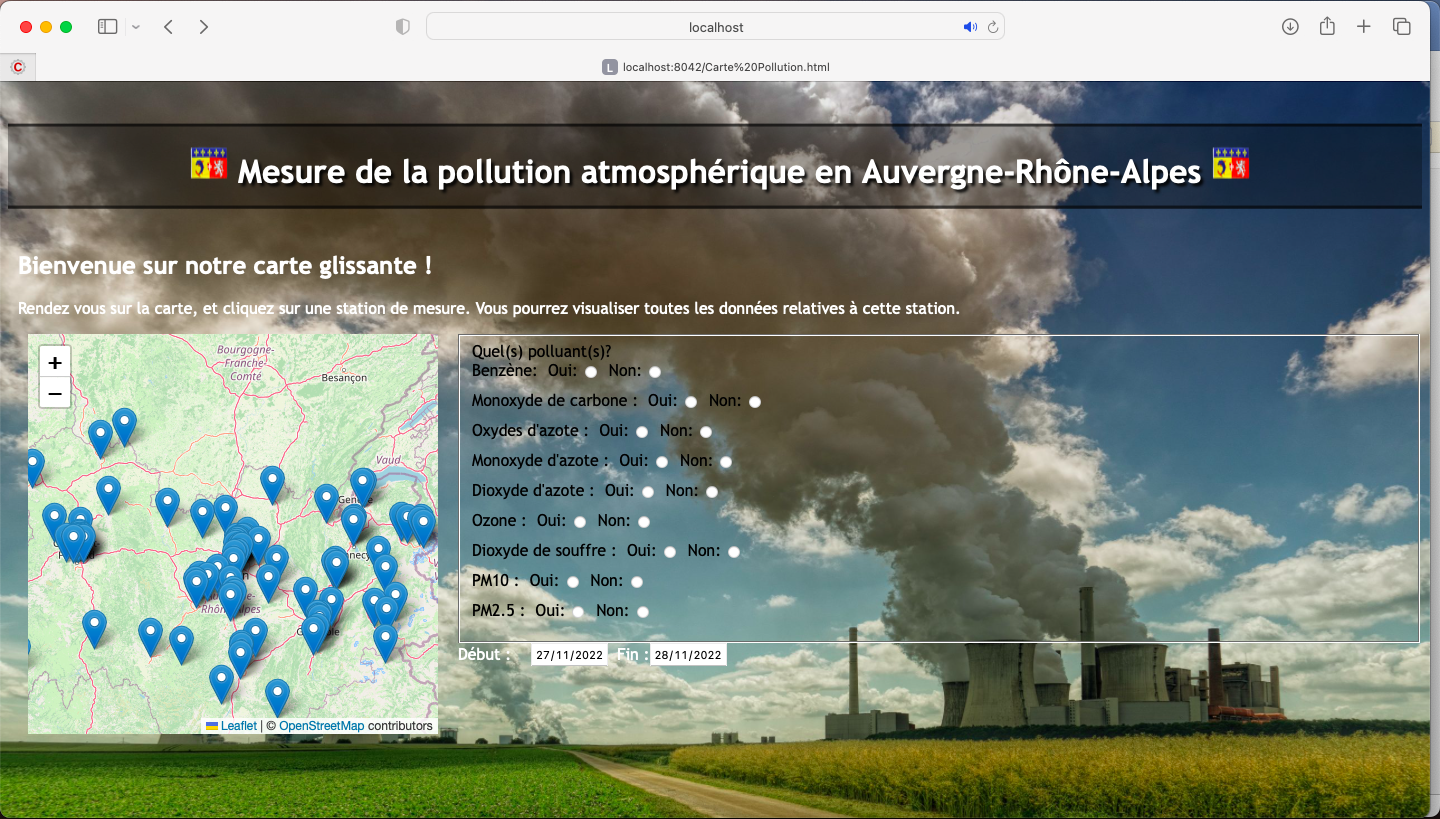 localhost
C
L localhost:8042/Carte%20Pollution.html
Mesure de la pollution atmosphérique en Auvergne-Rhône-Alpes
Bienvenue sur notre carte glissante !
Rendez vous sur la carte, et cliquez sur une station de mesure. Vous pourrez visualiser toutes les données relatives à cette station.
+
−
Bourgogne-
Franche-
Comté
Besançon
Vaud
Genève
Leaflet | © OpenStreetMap contributors
Quel(s) polluant(s)?
Benzène: Oui: Non:
Monoxyde de carbone : Oui: Non:
Oxydes d'azote : Oui: Non:
Monoxyde d'azote : Oui: Non:
Dioxyde d'azote : Oui: Non:
Ozone : Oui: Non:
Dioxyde de souffre : Oui: Non:
PM10 : Oui: Non:
PM2.5 : Oui: Non:
Début : 27/11/2022 Fin : 28/11/2022